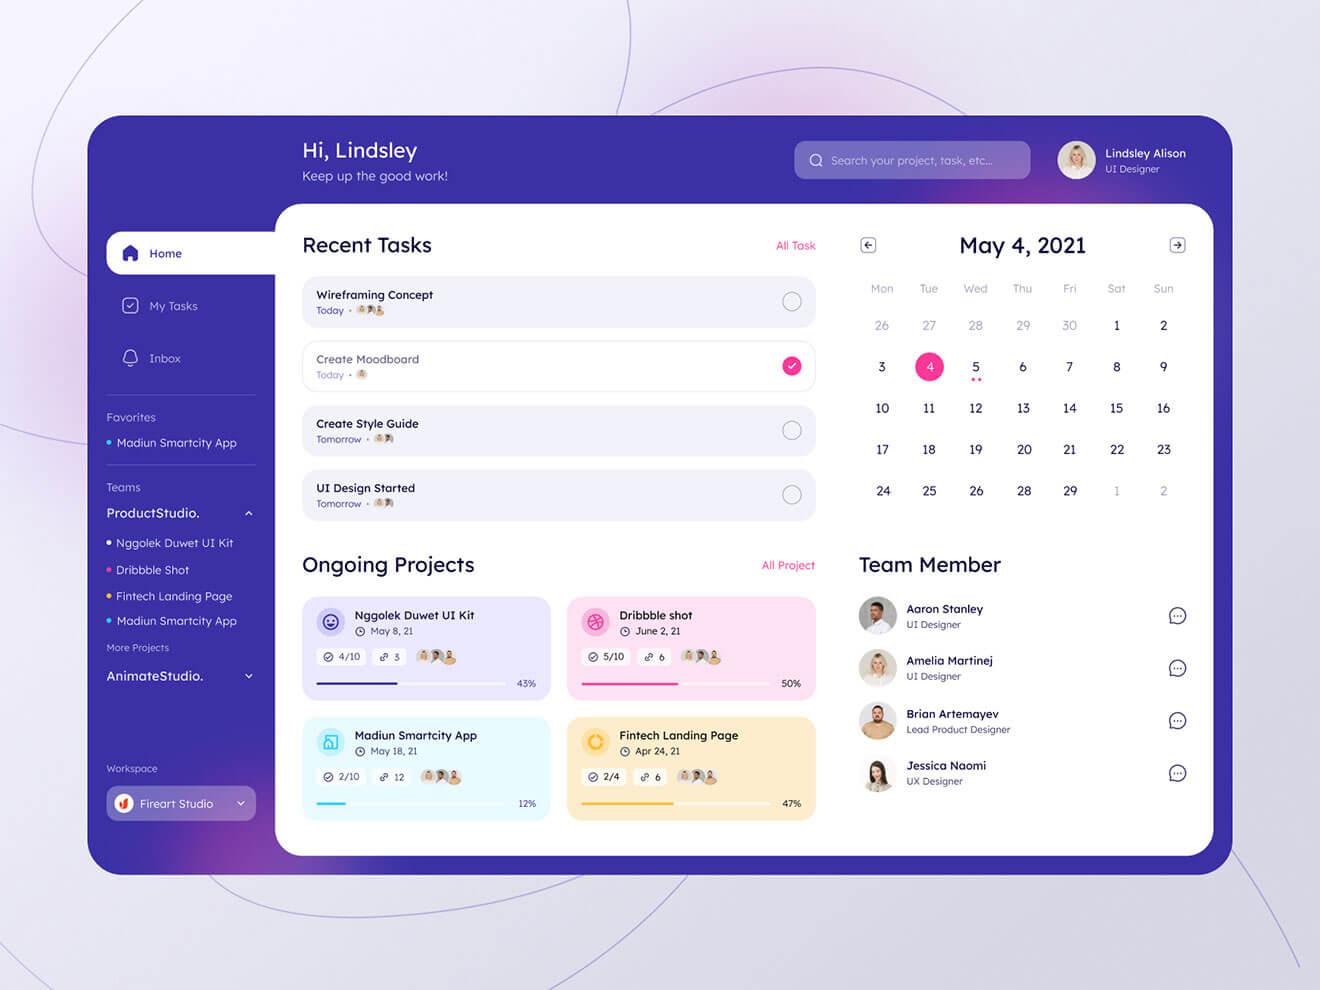 Hi, Lindsley
Keep up the good work!
Search your project, task, etc...
Lindsley Alison
UI Designer
Home
My Tasks
Inbox
Favorites
Madiun Smartcity App
Teams
ProductStudio.
Nggolek Duwet UI Kit
Dribbble Shot
Fintech Landing Page
Madiun Smartcity App
More Projects
AnimateStudio.
Workspace
Fireart Studio
Recent Tasks
All Task
Wireframing Concept
Today
Create Moodboard
Today
Create Style Guide
Tomorrow
UI Design Started
Tomorrow
May 4, 2021
Mon Tue Wed Thu Fri Sat Sun
26 27 28 29 30 1 2
3 4 5 6 7 8 9
10 11 12 13 14 15 16
17 18 19 20 21 22 23
24 25 26 28 29 1 2
Ongoing Projects
All Project
Nggolek Duwet UI Kit
May 8, 21
4/10 3
43%
Dribbble shot
June 2, 21
5/10 6
50%
Madiun Smartcity App
May 18, 21
2/10 12
12%
Fintech Landing Page
Apr 24, 21
2/4 6
47%
Team Member
Aaron Stanley
UI Designer
Amelia Martinej
UI Designer
Brian Artemayev
Lead Product Designer
Jessica Naomi
UX Designer